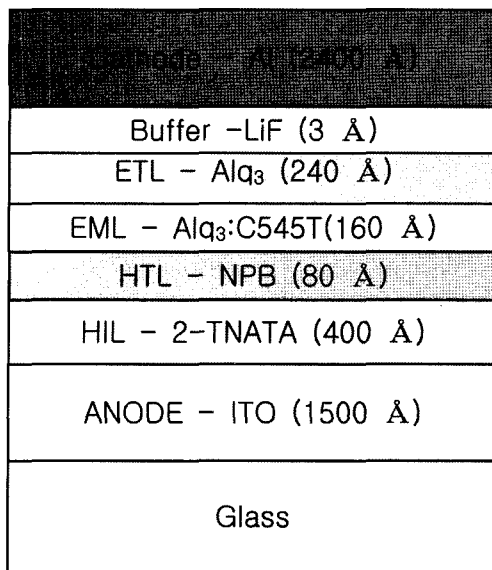 Cathode - Al (2400 Å)
Buffer -LiF (3 Å)
ETL - Alq₃ (240 Å)
EML - Alq₃:C545T(160 Å)
HTL - NPB (80 Å)
HIL - 2-TNATA (400 Å)
ANODE - ITO (1500 Å)
Glass